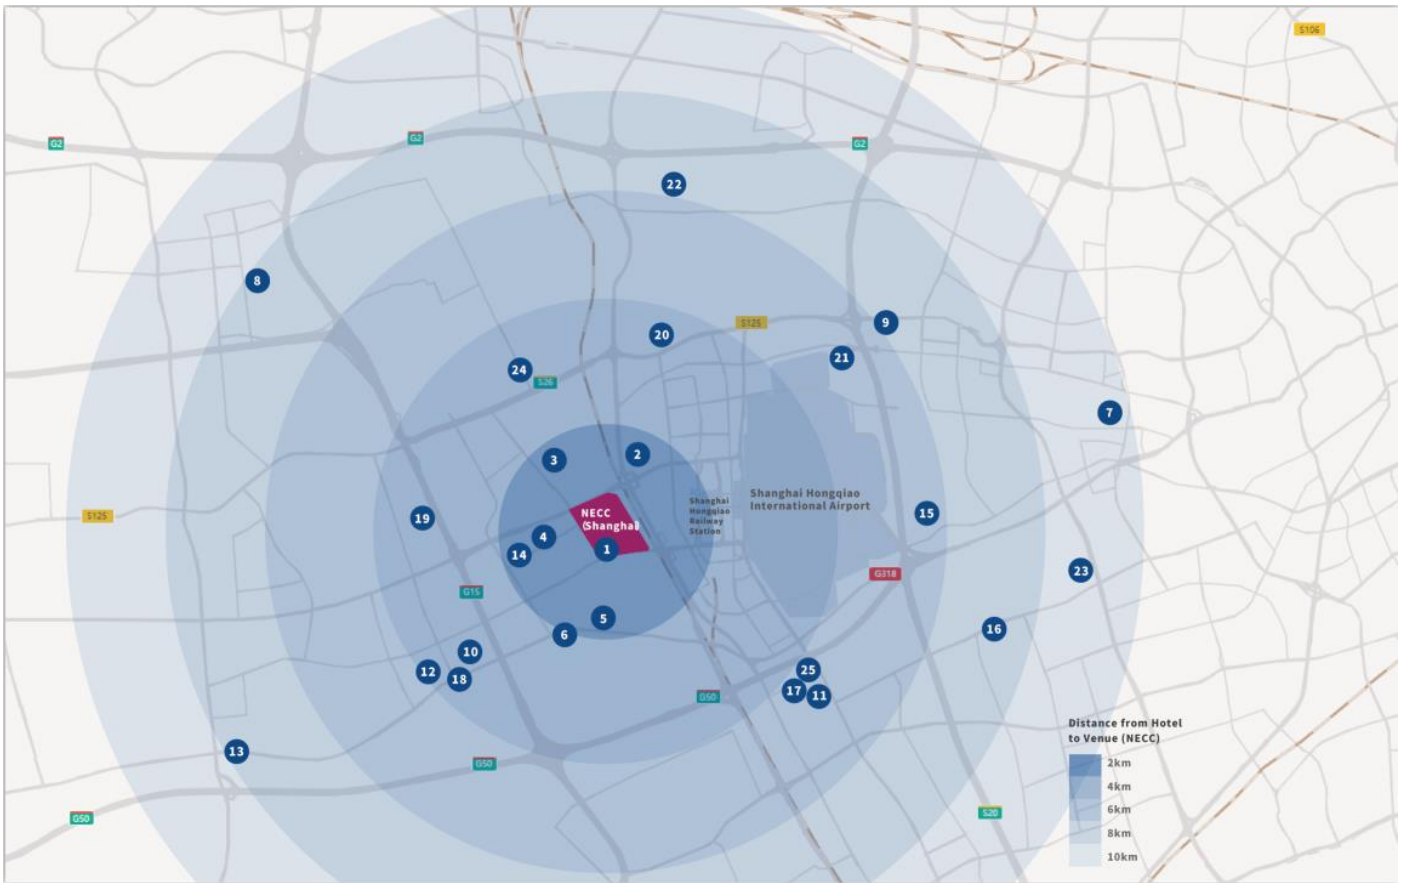 S106
G2
G2
G2
22
8
9
S125
20
21
24
S26
7
2
3
Shanghai Hongqiao
International Airport
Shanghai
Hongqiao
Railway
Station
NECC
(Shanghai)
15
19
S125
4
1
14
23
G318
G15
5
16
6
10
25
12
18
17
11
G50
Distance from Hotel
to Venue (NECC)
13
2km
G50
4km
6km
S20
G50
8km
10km